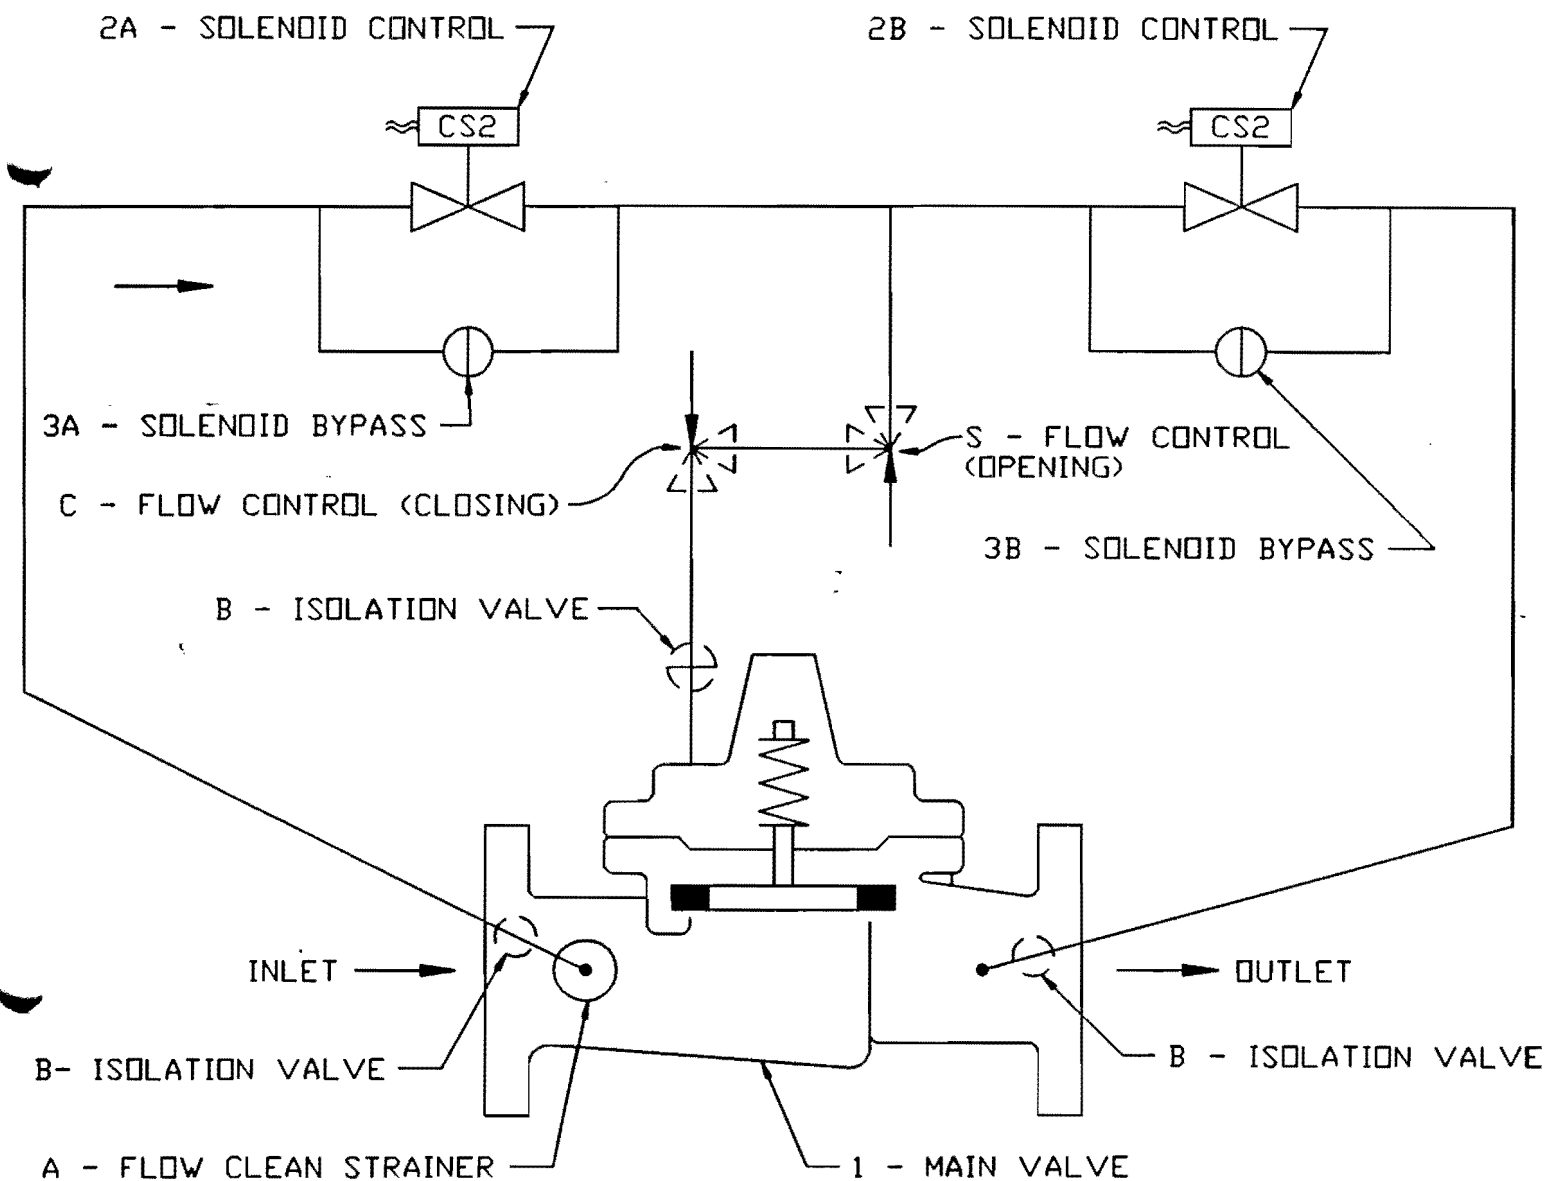 2A - SOLENOID CONTROL
2B - SOLENOID CONTROL
CS2
CS2
3A - SOLENOID BYPASS
S - FLOW CONTROL
(OPENING)
C - FLOW CONTROL (CLOSING)
3B - SOLENOID BYPASS
B - ISOLATION VALVE
INLET
OUTLET
B- ISOLATION VALVE
B - ISOLATION VALVE
A - FLOW CLEAN STRAINER
1 - MAIN VALVE